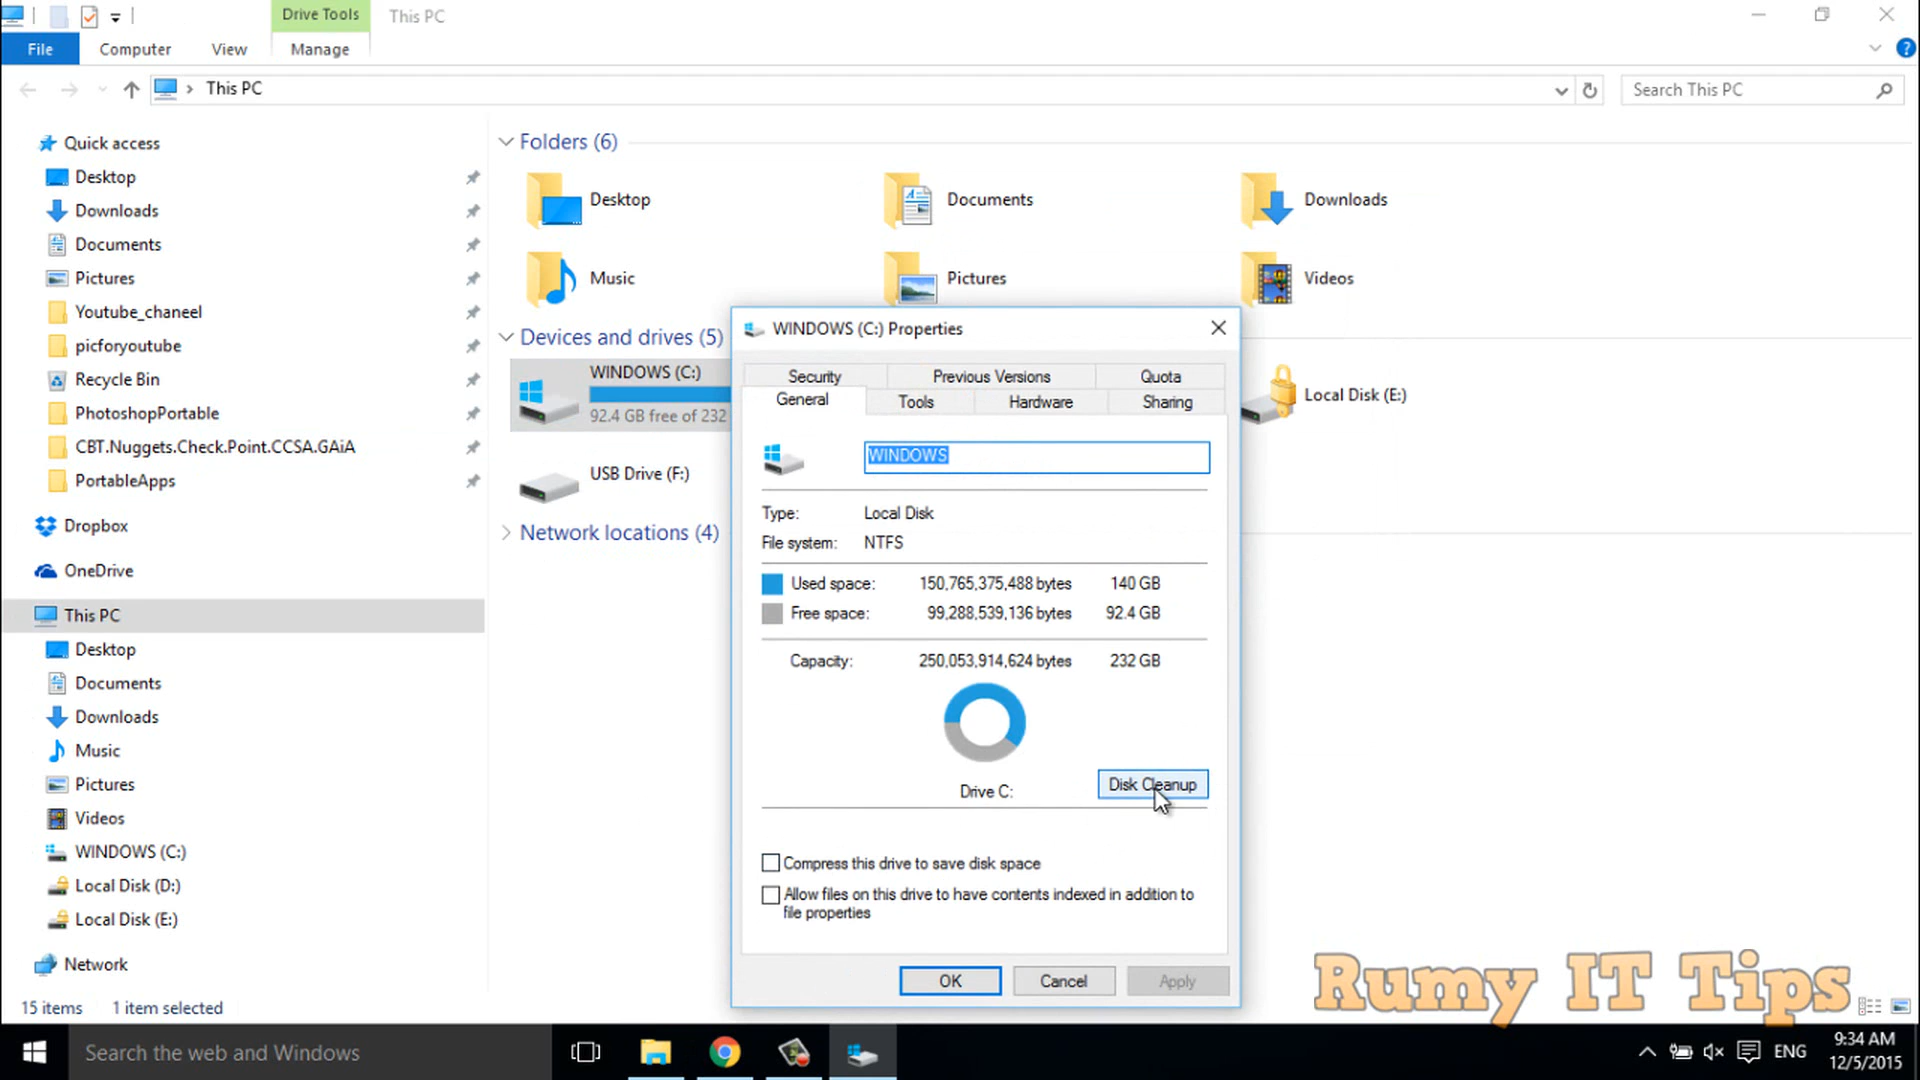 Drive Tools
This PC
File
Computer
View
Manage
This PC
Search This PC
Quick access
Desktop
Downloads
Documents
Pictures
Youtube_chaneel
picforyoutube
Recycle Bin
PhotoshopPortable
CBT.Nuggets.Check.Point.CCSA.GAiA
PortableApps
Dropbox
OneDrive
This PC
Desktop
Documents
Downloads
Music
Pictures
Videos
WINDOWS (C:)
Local Disk (D:)
Local Disk (E:)
Network
15 items
1 item selected
Folders (6)
Desktop
Documents
Downloads
Music
Pictures
Videos
Devices and drives (5)
WINDOWS (C:)
92.4 GB free of 232
Local Disk (E:)
USB Drive (F:)
Network locations (4)
WINDOWS (C:) Properties
Security
Previous Versions
Quota
General
Tools
Hardware
Sharing
WINDOWS
Type: Local Disk
File system: NTFS
Used space: 150,765,375,488 bytes 140 GB
Free space: 99,288,539,136 bytes 92.4 GB
Capacity: 250,053,914,624 bytes 232 GB
Drive C:
Disk Cleanup
Compress this drive to save disk space
Allow files on this drive to have contents indexed in addition to
file properties
OK
Cancel
Apply
Rumy IT Tips
Search the web and Windows
ENG
9:34 AM
12/5/2015